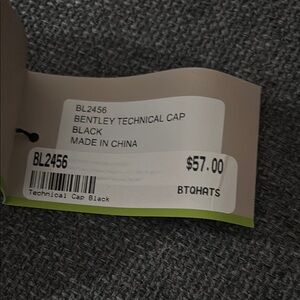 BL2456
BENTLEY TECHNICAL CAP
BLACK
MADE IN CHINA
BL2456 $57.00
BTQHATS
Technical Cap Black